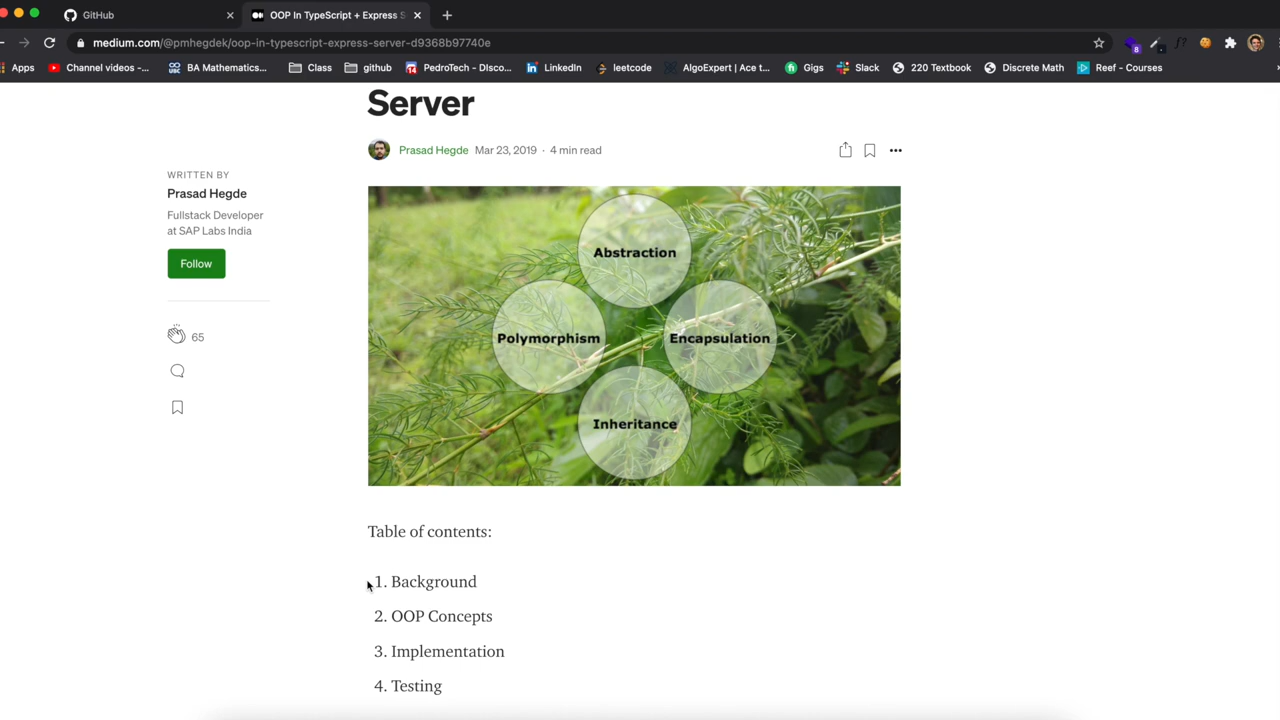 GitHub
OOP In TypeScript + Express S
medium.com/@pmhegdek/oop-in-typescript-express-server-d9368b97740e
8
f?
Apps
Channel videos -...
BA Mathematics...
Class
github
PedroTech - DIsco...
LinkedIn
leetcode
AlgoExpert | Ace t...
Gigs
Slack
220 Textbook
Discrete Math
Reef - Courses
Server
Prasad Hegde Mar 23, 2019 · 4 min read
WRITTEN BY
Prasad Hegde
Fullstack Developer
at SAP Labs India
Follow
65
Abstraction
Polymorphism
Encapsulation
Inheritance
Table of contents:
1. Background
2. OOP Concepts
3. Implementation
4. Testing